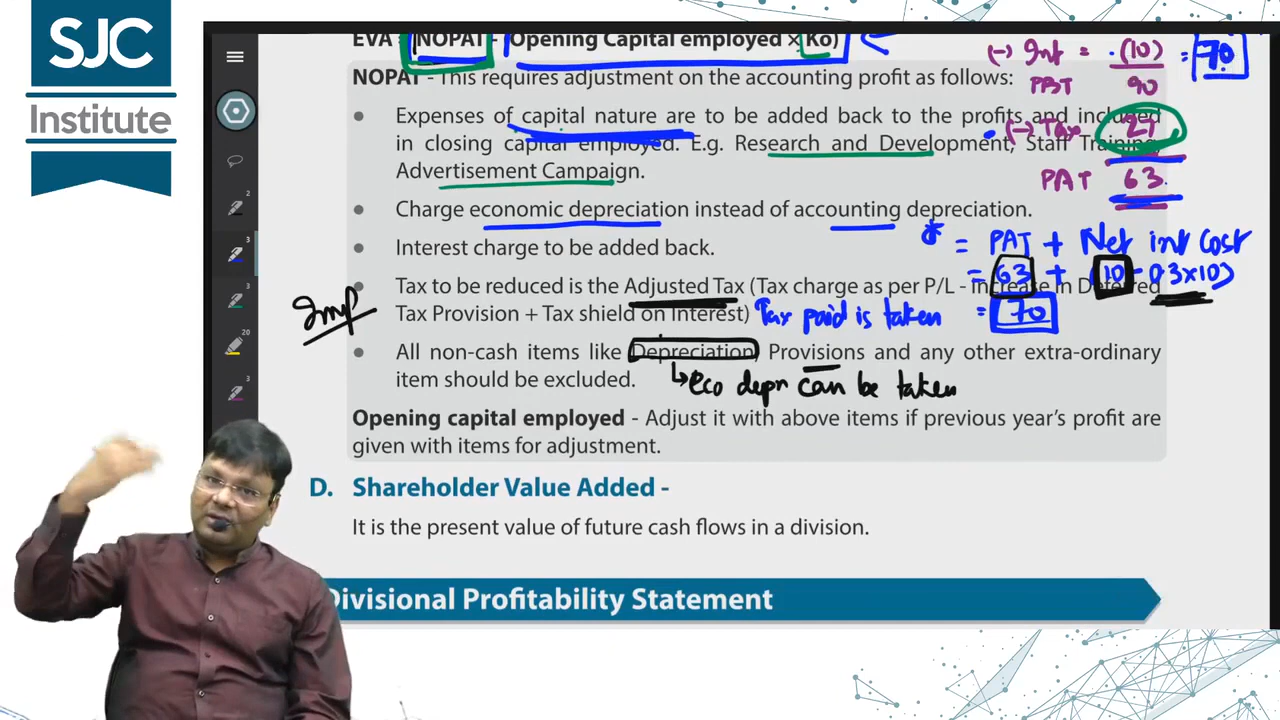 SJC
Institute
EVA = NOPAT - (Opening Capital employed × Ko)
(-) Int = (10) = 70
PBT 90
(-) Tax 27
PAT 63
NOPAT - This requires adjustment on the accounting profit as follows:
• Expenses of capital nature are to be added back to the profits and included
in closing capital employed. E.g. Research and Development, Staff Training,
Advertisement Campaign.
• Charge economic depreciation instead of accounting depreciation.
= PAT + Net int cost
• Interest charge to be added back.
= 63 + (10 - 0.3x10)
Imp
• Tax to be reduced is the Adjusted Tax (Tax charge as per P/L - increase in Deferred
Tax Provision + Tax shield on Interest) Tax paid is taken = 70
• All non-cash items like Depreciation, Provisions and any other extra-ordinary
item should be excluded.
eco depn can be taken
Opening capital employed - Adjust it with above items if previous year's profit are
given with items for adjustment.
D. Shareholder Value Added -
It is the present value of future cash flows in a division.
Divisional Profitability Statement
2
3
3
20
3